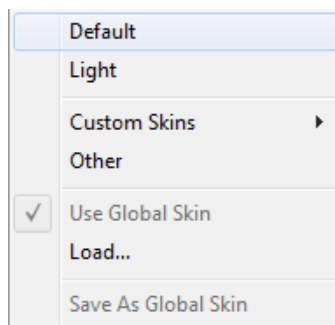 Default
Light
Custom Skins
Other
Use Global Skin
Load...
Save As Global Skin